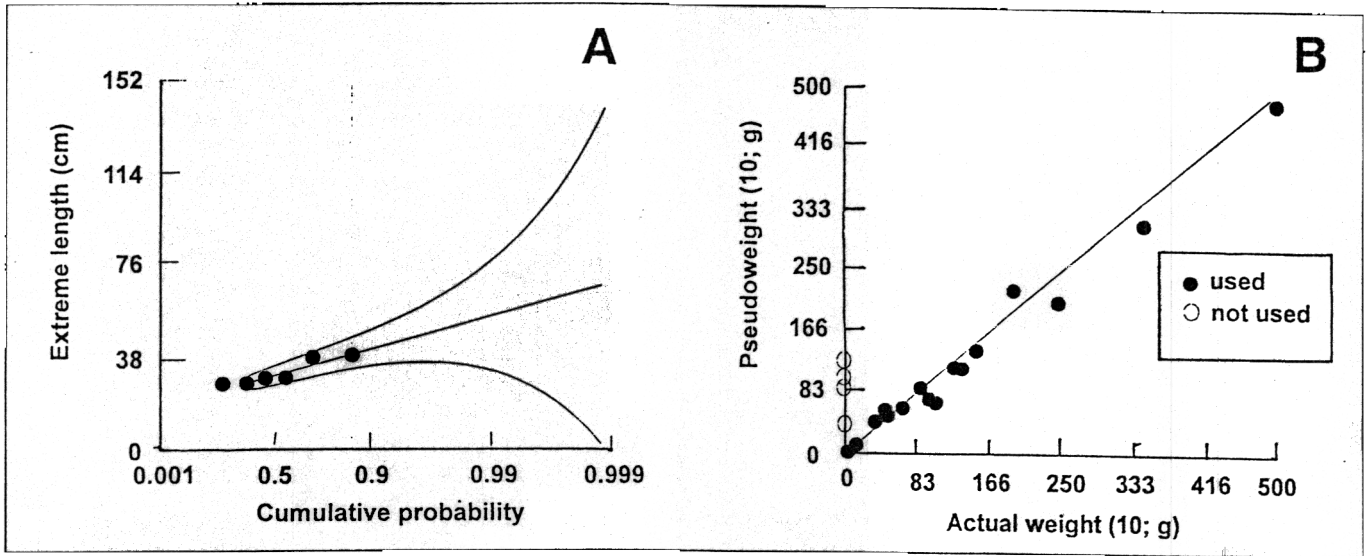 A
152
114
76
38
0
Extreme length (cm)
0.001 0.5 0.9 0.99 0.999
Cumulative probability
B
500
416
333
250
166
83
0
Pseudoweight (10; g)
used
not used
0 83 166 250 333 416 500
Actual weight (10; g)